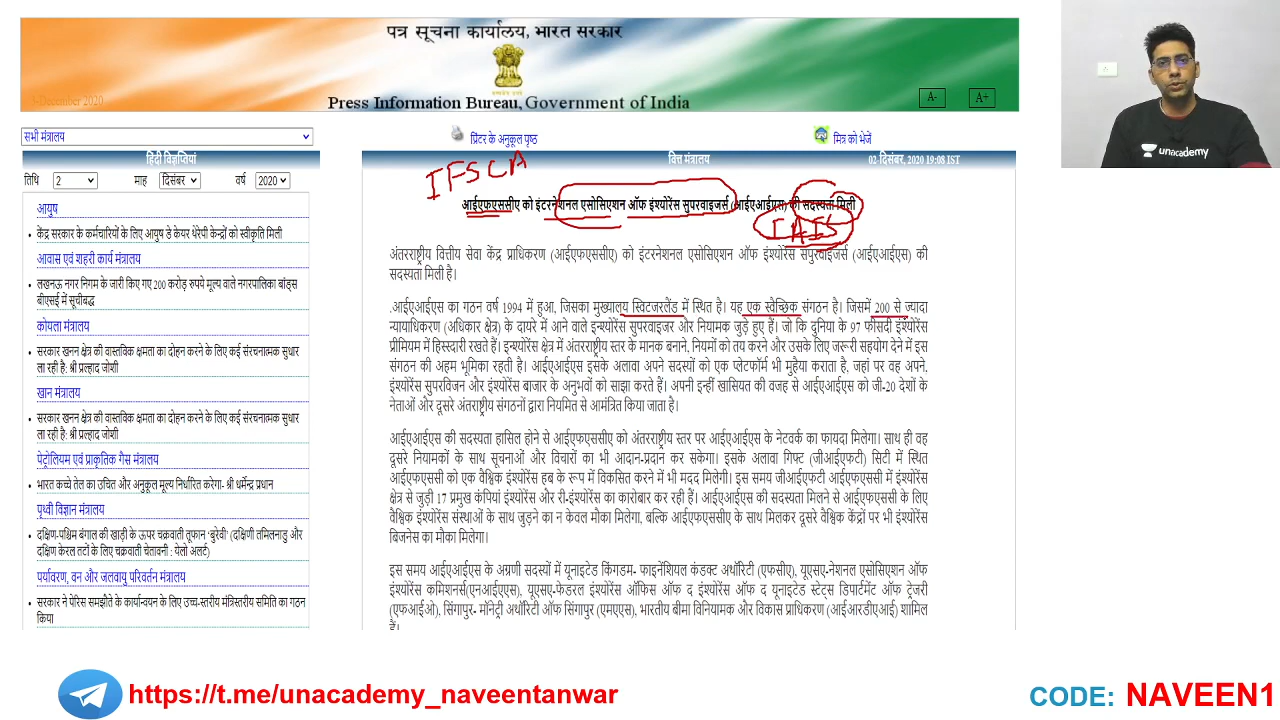 पत्र सूचना कार्यालय, भारत सरकार
Press Information Bureau, Government of India
3-December 2020
A-
A+
unacademy
सभी मंत्रालय
प्रिंटर के अनुकूल पृष्ठ
मित्र को भेजें
हिंदी विज्ञप्तियां
वित्त मंत्रालय
02-दिसंबर, 2020 19:08 IST
तिथि 2 माह दिसंबर वर्ष 2020
IFSCA
आईएफएससीए को इंटरनेशनल एसोसिएशन ऑफ इंश्योरेंस सुपरवाइजर्स (आईआईएस) की सदस्यता मिली
IAIS
आयुष
केंद्र सरकार के कर्मचारियों के लिए आयुष डे केयर थेरेपी केन्द्रों को स्वीकृति मिली
आवास एवं शहरी कार्य मंत्रालय
लखनऊ नगर निगम के जारी किए गए 200 करोड़ रुपये मूल्य वाले नगरपालिका बॉड्स
बीएसई में सूचीबद्ध
कोयला मंत्रालय
सरकार खनन क्षेत्र की वास्तविक क्षमता का दोहन करने के लिए कई संरचनात्मक सुधार
ला रही है: श्री प्रल्हाद जोशी
खान मंत्रालय
सरकार खनन क्षेत्र की वास्तविक क्षमता का दोहन करने के लिए कई संरचनात्मक सुधार
ला रही है: श्री प्रल्हाद जोशी
पेट्रोलियम एवं प्राकृतिक गैस मंत्रालय
भारत कच्चे तेल का उचित और अनुकूल मूल्य निर्धारित करेगा- श्री धर्मेन्द्र प्रधान
पृथ्वी विज्ञान मंत्रालय
दक्षिण-पश्चिम बंगाल की खाड़ी के ऊपर चक्रवाती तूफान 'बुरेवी' (दक्षिणी तमिलनाडु और
दक्षिण केरल तटों के लिए चक्रवात चेतावनी : येलो अलर्ट)
पर्यावरण, वन और जलवायु परिवर्तन मंत्रालय
सरकार ने पेरिस समझौते के कार्यान्वयन के लिए उच्च-स्तरीय मंत्रिस्तरीय समिति का गठन
किया
अंतरराष्ट्रीय वित्तीय सेवा केंद्र प्राधिकरण (आईएफएससीए) को इंटरनेशनल एसोसिएशन ऑफ इंश्योरेंस सपुरवाइजर्स (आईएआईएस) की
सदस्यता मिली है।
.आईएआईएस का गठन वर्ष 1994 में हुआ, जिसका मुख्यालय स्विटजरलैंड में स्थित है। यह एक स्वैच्छिक संगठन है। जिसमें 200 से ज्यादा
न्यायाधिकरण (अधिकार क्षेत्र) के दायरे में आने वाले इन्श्योरेंस सुपरवाइजर और नियामक जुड़े हुए हैं। जो कि दुनिया के 97 फीसदी इंश्योरेंस
प्रीमियम में हिस्स्दारी रखते हैं। इन्श्योरेंस क्षेत्र में अंतरराष्ट्रीय स्तर के मानक बनाने, नियमों को तय करने और उसके लिए जरूरी सहयोग देने में इस
संगठन की अहम भूमिका रहती है। आईएआईएस इसके अलावा अपने सदस्यों को एक प्लेटफॉर्म भी मुहैया कराता है, जहां पर वह अपने,
इंश्योरेंस सुपरविजन और इंश्योरेंस बाजार के अनुभवों को साझा करते हैं। अपनी इन्हीं खासियत की वजह से आईएआईएस को जी-20 देशों के
नेताओं और दूसरे अंतराष्ट्रीय संगठनों द्वारा नियमित से आमंत्रित किया जाता है।
आईएआईएस की सदस्यता हासिल होने से आईएफएससीए को अंतरराष्ट्रीय स्तर पर आईएआईएस के नेटवर्क का फायदा मिलेगा। साथ ही वह
दूसरे नियामकों के साथ सूचनाओं और विचारों का भी आदान-प्रदान कर सकेगा। इसके अलावा गिफ्ट (जीआईएफटी) सिटी में स्थित
आईएफएससी को एक वैश्विक इंश्योरेंस हब के रूप में विकसित करने में भी मदद मिलेगी। इस समय जीआईएफटी आईएफएससी में इंश्योरेंस
क्षेत्र से जुड़ी 17 प्रमुख कंपियां इंश्योरेंस और री-इंश्योरेंस का कारोबार कर रही हैं। आईएआईएस की सदस्यता मिलने से आईएफएससी के लिए
वैश्विक इंश्योरेंस संस्थाओं के साथ जुड़ने का न केवल मौका मिलेगा, बल्कि आईएफएससीए के साथ मिलकर दूसरे वैश्विक केंद्रों पर भी इंश्योरेंस
बिजनेस का मौका मिलेगा।
इस समय आईएआईएस के अग्रणी सदस्यों में यूनाइटेड किंगडम- फाइनेंशियल कंडक्ट अथॉरिटी (एफसीए), यूएसए-नेशनल एसोसिएशन ऑफ
इंश्योरेंस कमिशनर्स(एनआईएएस), यूएसए-फेडरल इंश्योरेंस ऑफिस ऑफ द इंश्योरेंस ऑफ द यूनाइटेड स्टेट्स डिपार्टमेंट ऑफ ट्रेजरी
(एफआईओ), सिंगापुर- मॉनेट्री अथॉरिटी ऑफ सिंगापुर (एमएएस), भारतीय बीमा विनियामक और विकास प्राधिकरण (आईआरडीएआई) शामिल
हैं।
https://t.me/unacademy_naveentanwar
CODE: NAVEEN1